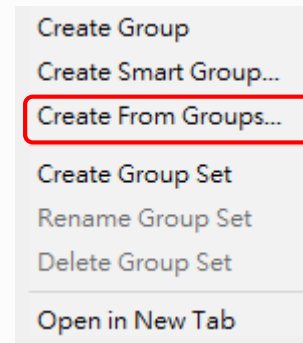 Create Group
Create Smart Group...
Create From Groups...
Create Group Set
Rename Group Set
Delete Group Set
Open in New Tab